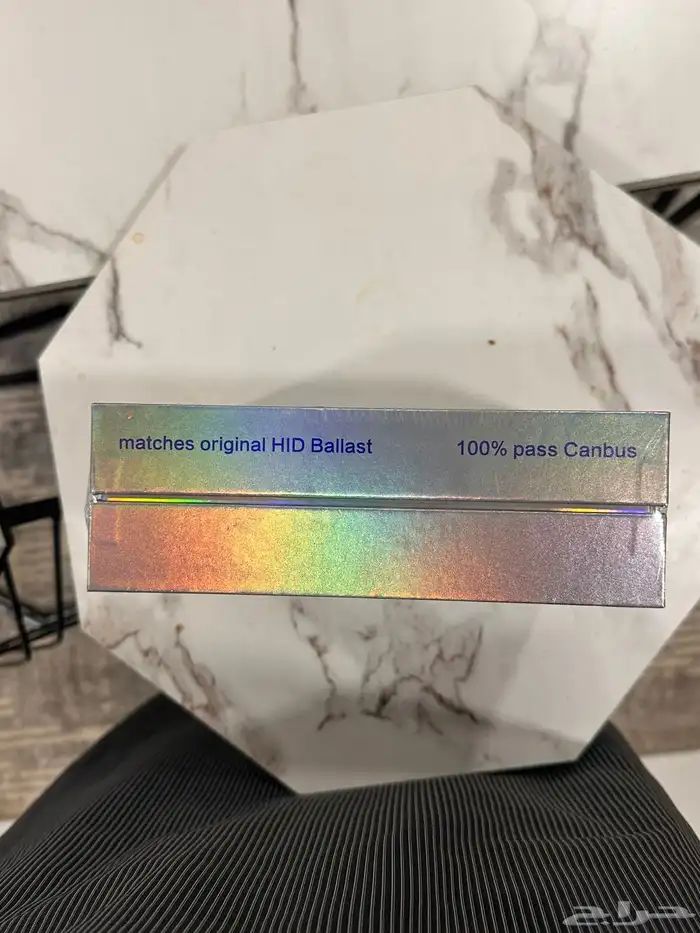 matches original HID Ballast 100% pass Canbus
حراج